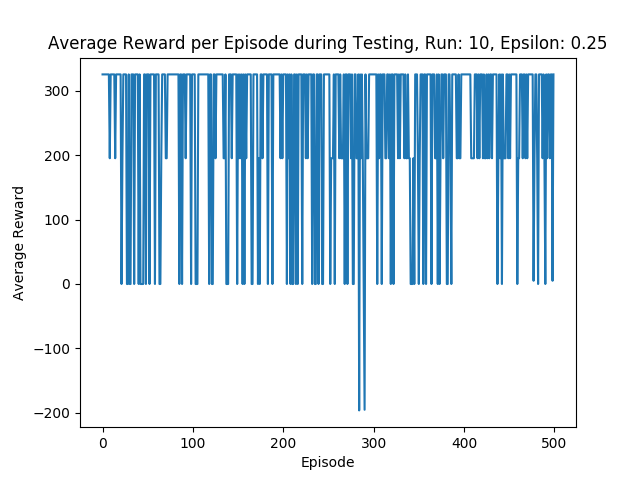 Average Reward per Episode during Testing, Run: 10, Epsilon: 0.25
300
200
100
0
−100
−200
Average Reward
0 100 200 300 400 500
Episode